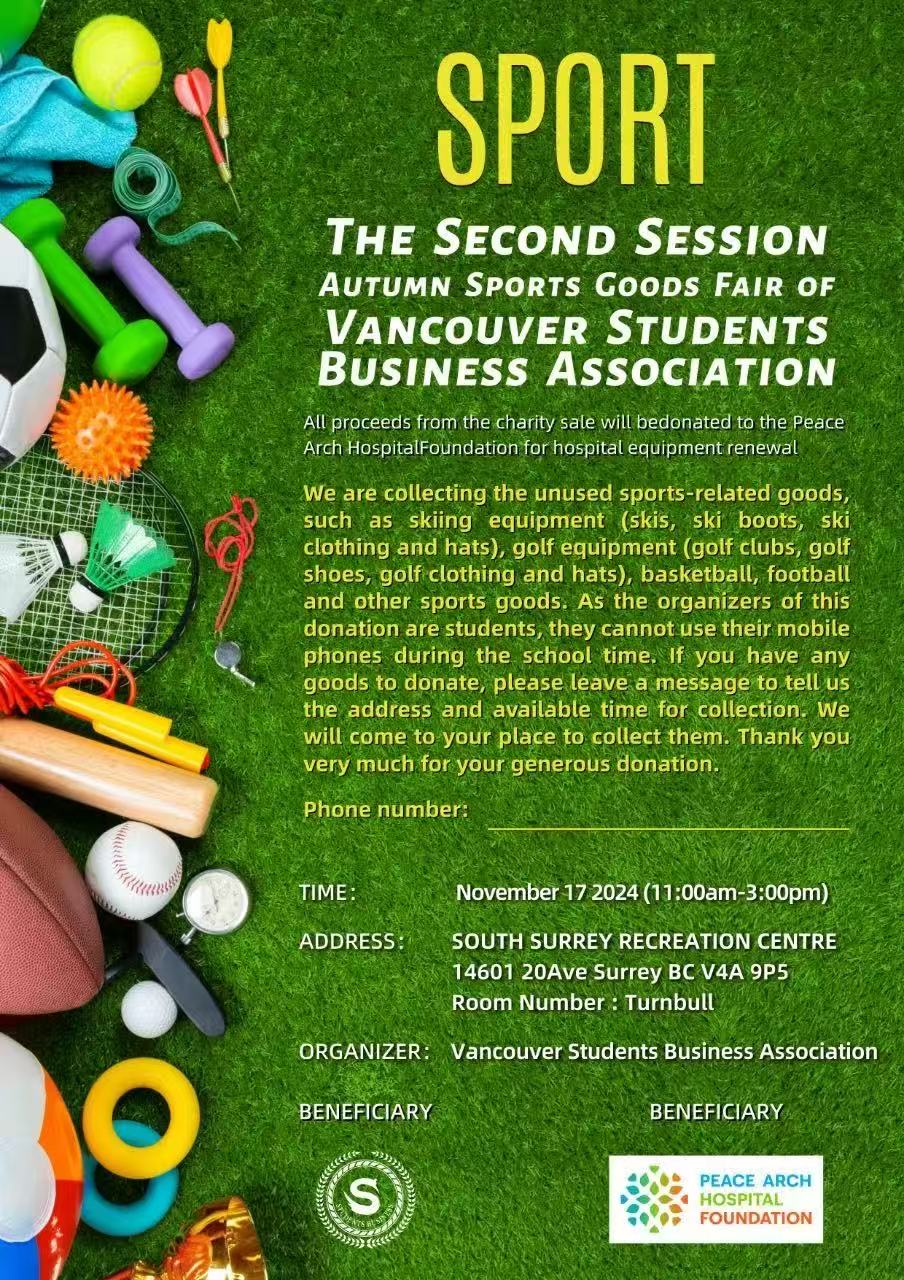 SPORT
THE SECOND SESSION
AUTUMN SPORTS GOODS FAIR OF
VANCOUVER STUDENTS
BUSINESS ASSOCIATION
All proceeds from the charity sale will bedonated to the Peace
Arch HospitalFoundation for hospital equipment renewal
We are collecting the unused sports-related goods,
such as skiing equipment (skis, ski boots, ski
clothing and hats), golf equipment (golf clubs, golf
shoes, golf clothing and hats), basketball, football
and other sports goods. As the organizers of this
donation are students, they cannot use their mobile
phones during the school time. If you have any
goods to donate, please leave a message to tell us
the address and available time for collection. We
will come to your place to collect them. Thank you
very much for your generous donation.
Phone number:
TIME: November 17 2024 (11:00am-3:00pm)
ADDRESS: SOUTH SURREY RECREATION CENTRE
14601 20Ave Surrey BC V4A 9P5
Room Number : Turnbull
ORGANIZER: Vancouver Students Business Association
BENEFICIARY BENEFICIARY
S
PEACE ARCH
HOSPITAL
FOUNDATION